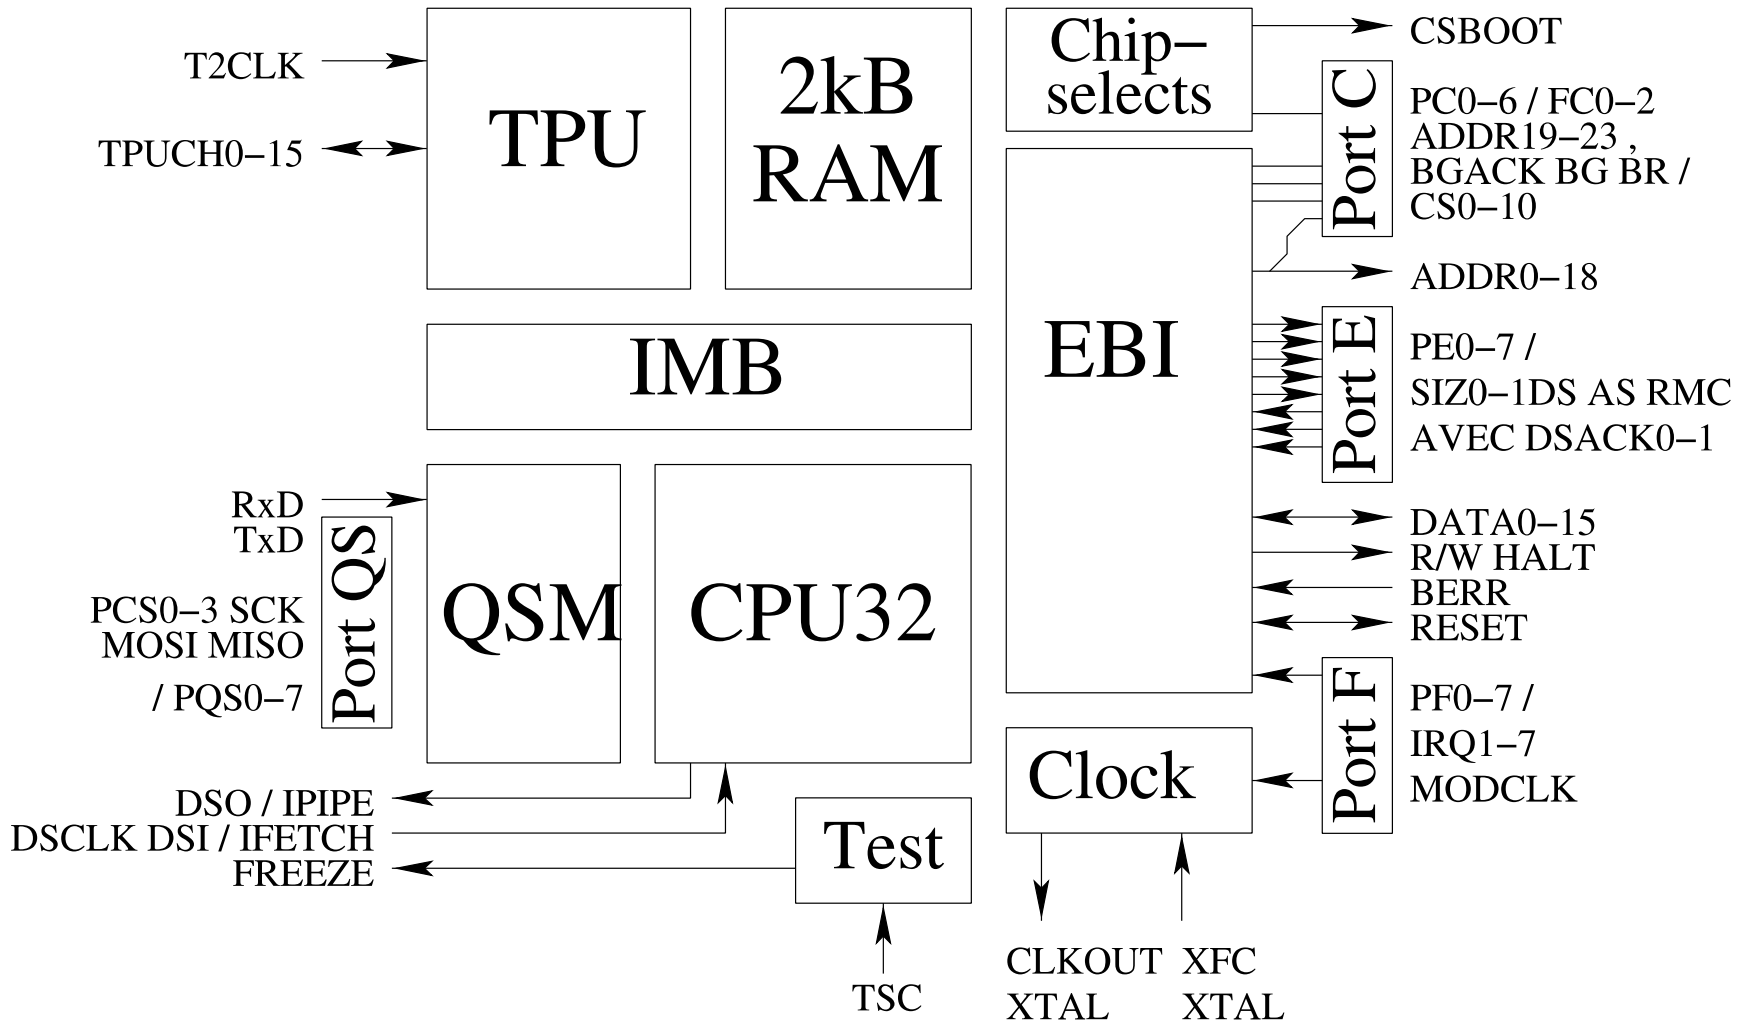 T2CLK
TPUCH0–15
TPU
2kB
RAM
Chip–
selects
CSBOOT
Port C
PC0–6 / FC0–2
ADDR19–23 ,
BGACK BG BR /
CS0–10
ADDR0–18
EBI
Port E
PE0–7 /
SIZ0–1DS AS RMC
AVEC DSACK0–1
IMB
RxD
TxD
Port QS
PCS0–3 SCK
MOSI MISO
/ PQS0–7
QSM
CPU32
DATA0–15
R/W HALT
BERR
RESET
Port F
PF0–7 /
IRQ1–7
MODCLK
Clock
DSO / IPIPE
DSCLK DSI / IFETCH
FREEZE
Test
TSC
CLKOUT
XTAL
XFC
XTAL